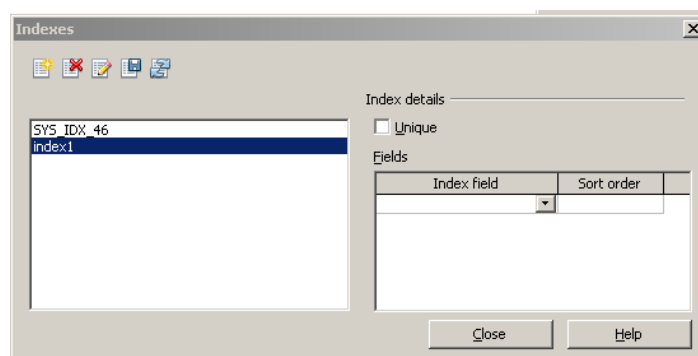 Indexes
Index details
SYS_IDX_46
index1
Unique
Fields
Index field Sort order
Close Help